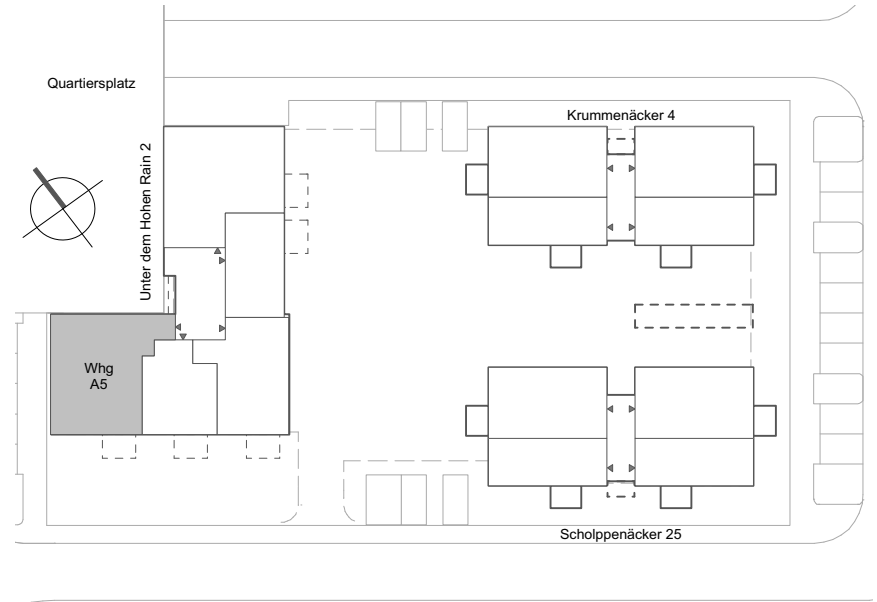 Quartiersplatz
Krummenäcker 4
Unter dem Hohen Rain 2
Whg
A5
Scholppenäcker 25